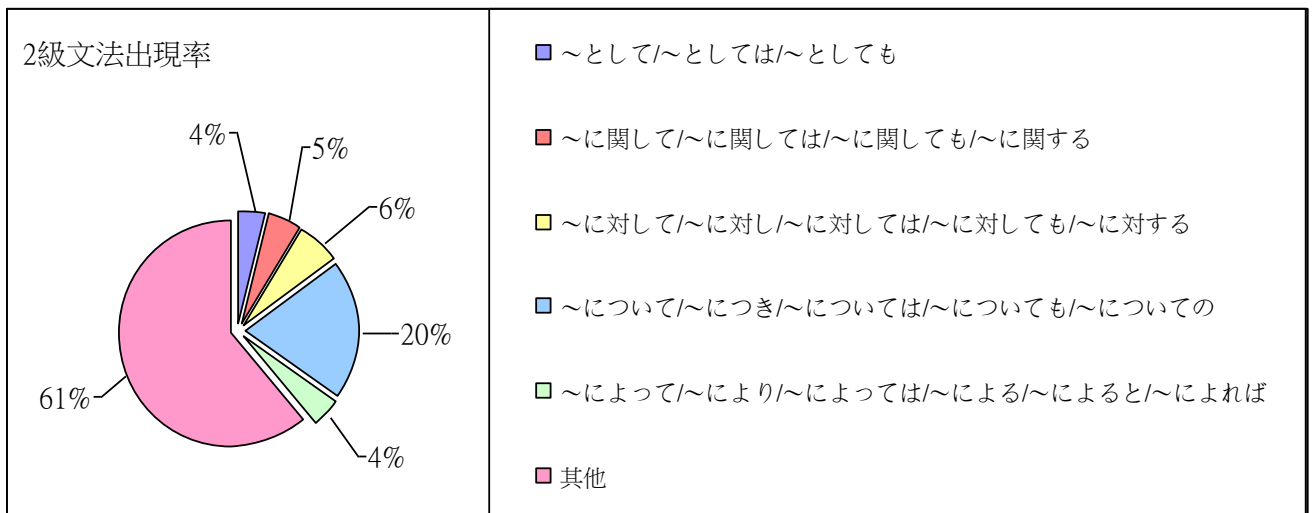 2級文法出現率
4%
5%
6%
20%
4%
61%
～として/～としては/～としても
～に関して/～に関しては/～に関しても/～に関する
～に対して/～に対し/～に対しては/～に対しても/～に対する
～について/～につき/～については/～についても/～についての
～によって/～により/～によっては/～による/～によると/～によれば
其他